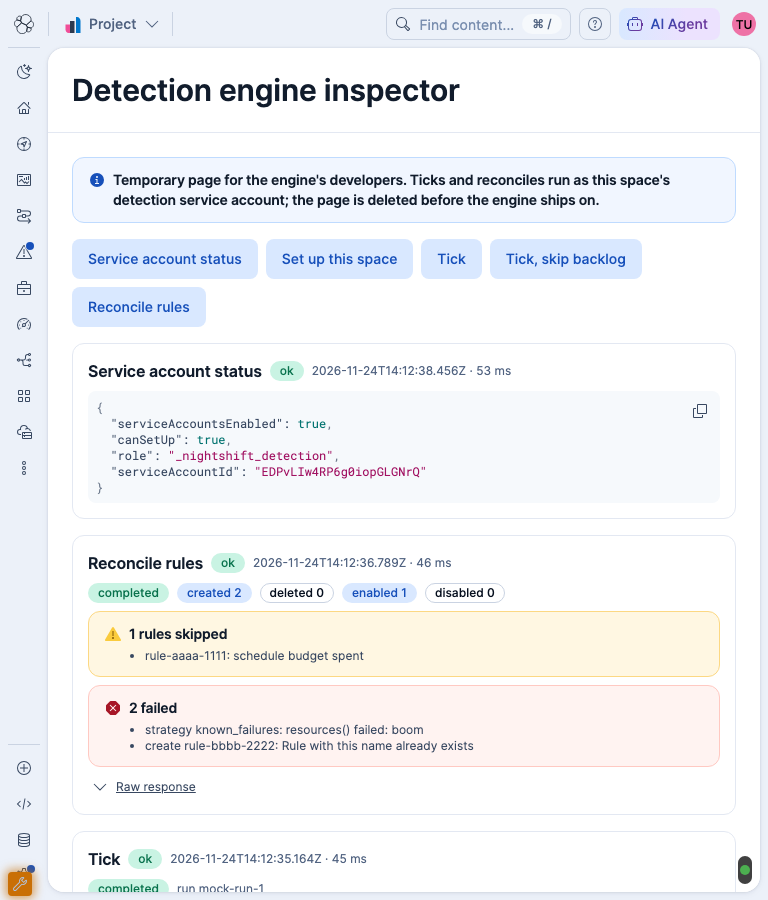 Project
Find content...
⌘ /
AI Agent
TU
Detection engine inspector
Temporary page for the engine's developers. Ticks and reconciles run as this space's
detection service account; the page is deleted before the engine ships on.
Service account status
Set up this space
Tick
Tick, skip backlog
Reconcile rules
Service account status ok 2026-11-24T14:12:38.456Z · 53 ms
{
"serviceAccountsEnabled": true,
"canSetUp": true,
"role": "_nightshift_detection",
"serviceAccountId": "EDPvLIw4RP6g0iopGLGNrQ"
}
Reconcile rules ok 2026-11-24T14:12:36.789Z · 46 ms
completed created 2 deleted 0 enabled 1 disabled 0
1 rules skipped
• rule-aaaa-1111: schedule budget spent
2 failed
• strategy known_failures: resources() failed: boom
• create rule-bbbb-2222: Rule with this name already exists
Raw response
Tick ok 2026-11-24T14:12:35.164Z · 45 ms
completed run mock-run-1